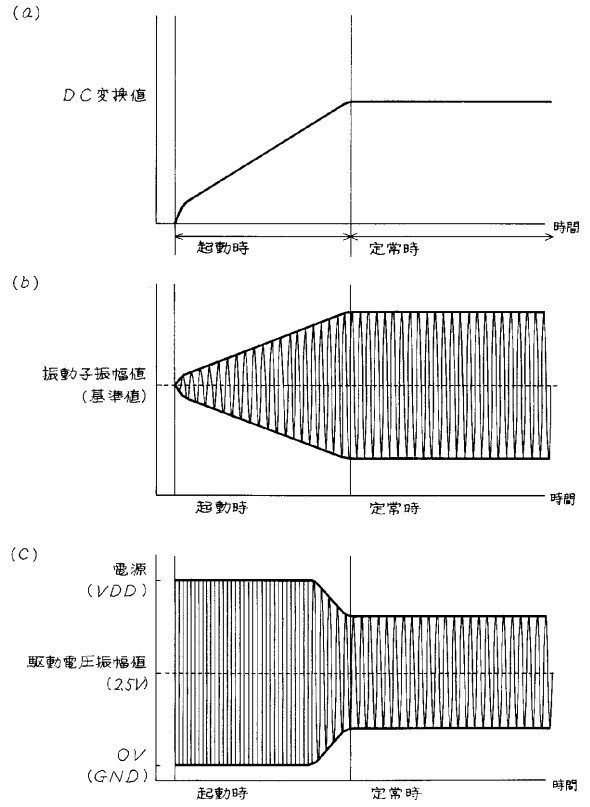 (a)
DC変換値
時間
起動時
定常時
(b)
振動子振幅値
(基準値)
時間
起動時
定常時
(C)
電源
(VDD)
駆動電圧振幅値
(2.5V)
0V
(GND)
時間
起動時
定常時